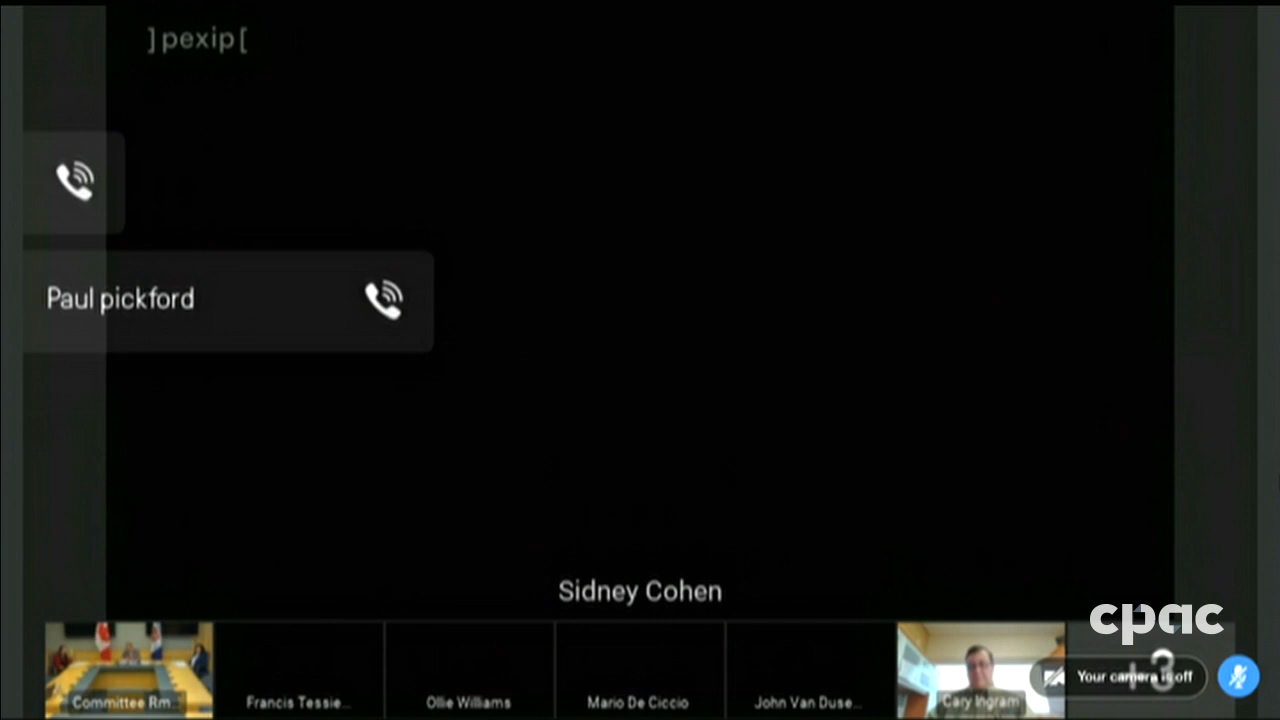 ]pexip[
Paul pickford
Sidney Cohen
cpac
Committee Rm
Francis Tessie...
Ollie Williams
Mario De Ciccio
John Van Duse...
Cary Ingram
+3
Your camera is off